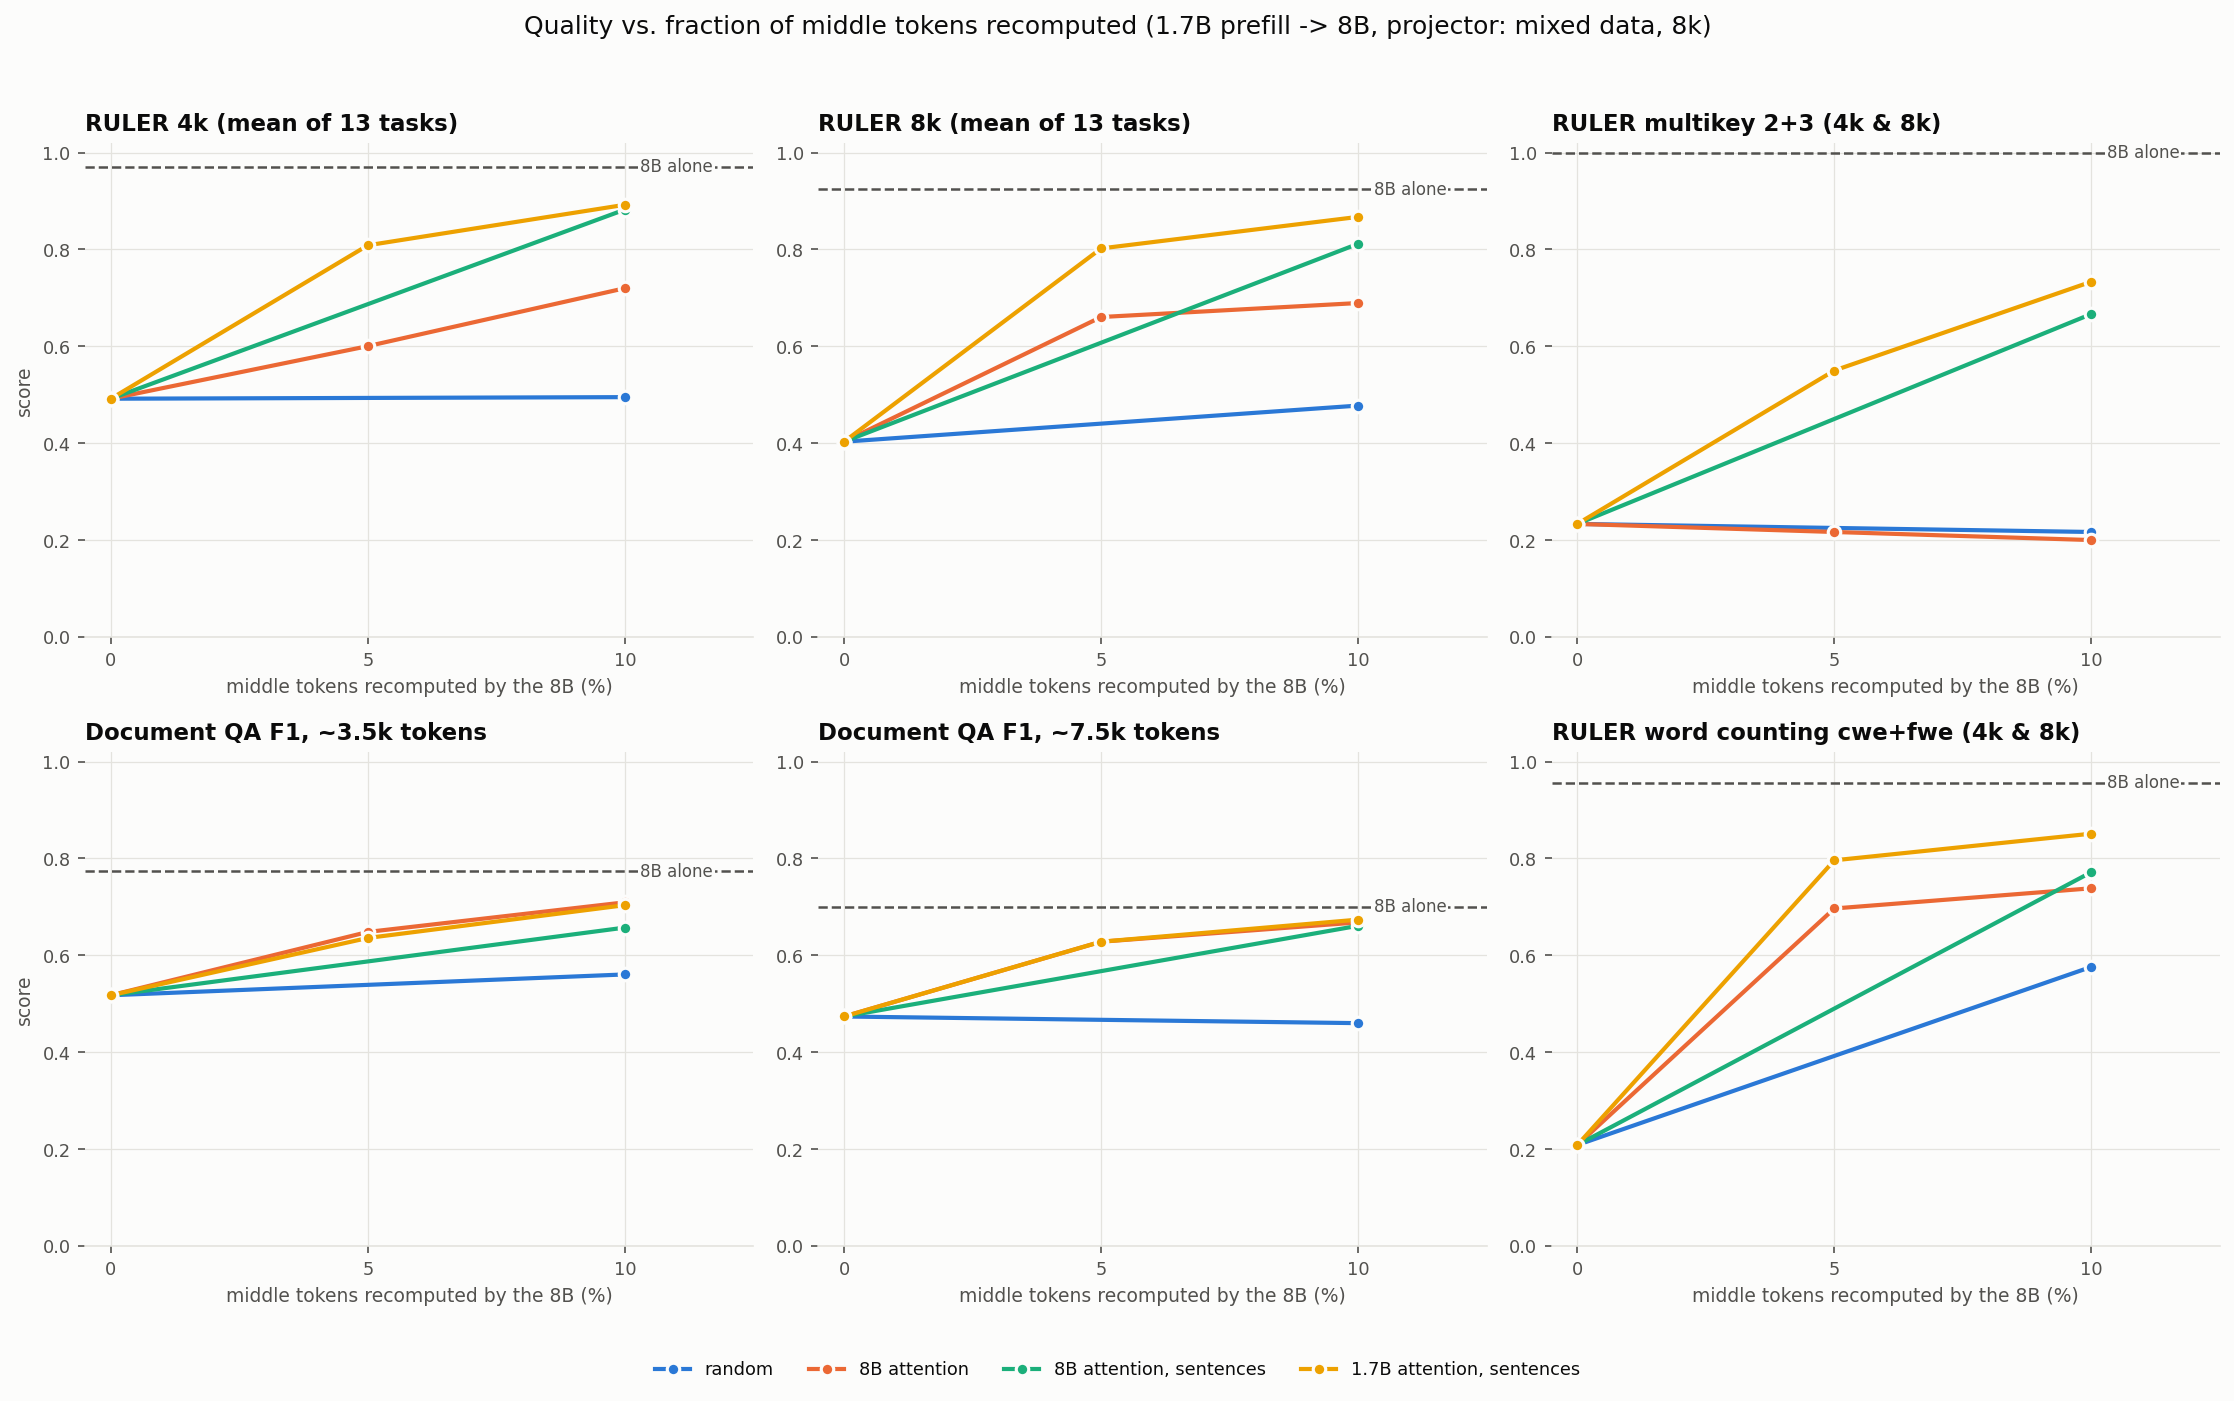 Quality vs. fraction of middle tokens recomputed (1.7B prefill -> 8B, projector: mixed data, 8k)
RULER 4k (mean of 13 tasks)
1.0
0.8
0.6
0.4
0.2
0.0
score
8B alone
0 5 10
middle tokens recomputed by the 8B (%)
RULER 8k (mean of 13 tasks)
1.0
0.8
0.6
0.4
0.2
0.0
8B alone
0 5 10
middle tokens recomputed by the 8B (%)
RULER multikey 2+3 (4k & 8k)
1.0
0.8
0.6
0.4
0.2
0.0
8B alone
0 5 10
middle tokens recomputed by the 8B (%)
Document QA F1, ~3.5k tokens
1.0
0.8
0.6
0.4
0.2
0.0
score
8B alone
0 5 10
middle tokens recomputed by the 8B (%)
Document QA F1, ~7.5k tokens
1.0
0.8
0.6
0.4
0.2
0.0
8B alone
0 5 10
middle tokens recomputed by the 8B (%)
RULER word counting cwe+fwe (4k & 8k)
1.0
0.8
0.6
0.4
0.2
0.0
8B alone
0 5 10
middle tokens recomputed by the 8B (%)
random 8B attention 8B attention, sentences 1.7B attention, sentences